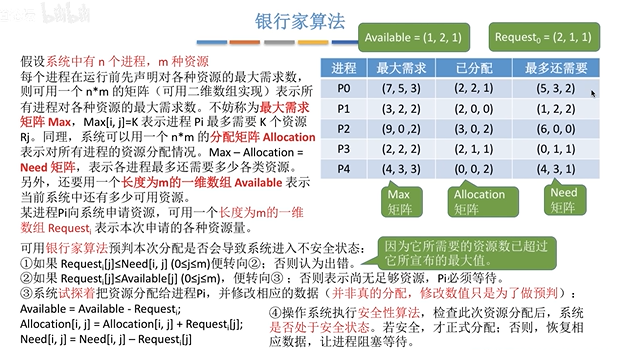 bilibili
银行家算法
Available = (1, 2, 1)
Request0 = (2, 1, 1)
假设系统中有 n 个进程，m 种资源
每个进程在运行前先声明对各种资源的最大需求数，
则可用一个 n*m 的矩阵（可用二维数组实现）表示所
有进程对各种资源的最大需求数。不妨称为最大需求
矩阵 Max，Max[i, j]=K 表示进程 Pi 最多需要 K 个资源
Rj。同理，系统可以用一个 n*m 的分配矩阵 Allocation
表示对所有进程的资源分配情况。Max – Allocation =
Need 矩阵，表示各进程最多还需要多少各类资源。
另外，还要用一个长度为m的一维数组 Available 表示
当前系统中还有多少可用资源。
某进程Pi向系统申请资源，可用一个长度为m的一维
数组 Requesti 表示本次申请的各种资源量。
进程 最大需求 已分配 最多还需要
P0 (7, 5, 3) (2, 2, 1) (5, 3, 2)
P1 (3, 2, 2) (2, 0, 0) (1, 2, 2)
P2 (9, 0 ,2) (3, 0, 2) (6, 0, 0)
P3 (2, 2, 2) (2, 1, 1) (0, 1, 1)
P4 (4, 3, 3) (0, 0, 2) (4, 3, 1)
Max
矩阵
Allocation
矩阵
Need
矩阵
可用银行家算法预判本次分配是否会导致系统进入不安全状态：
①如果 Requesti[j]≤Need[i, j] (0≤j≤m)便转向②；否则认为出错。
因为它所需要的资源数已超过
它所宣布的最大值。
②如果 Requesti[j]≤Available[j] (0≤j≤m)，便转向③；否则表示尚无足够资源，Pi必须等待。
③系统试探着把资源分配给进程Pi，并修改相应的数据（并非真的分配，修改数值只是为了做预判）：
Available = Available - Requesti;
Allocation[i, j] = Allocation[i, j] + Requesti[j];
Need[i, j] = Need[i, j] – Requesti[j]
④操作系统执行安全性算法，检查此次资源分配后，系统
是否处于安全状态。若安全，才正式分配；否则，恢复相
应数据，让进程阻塞等待。